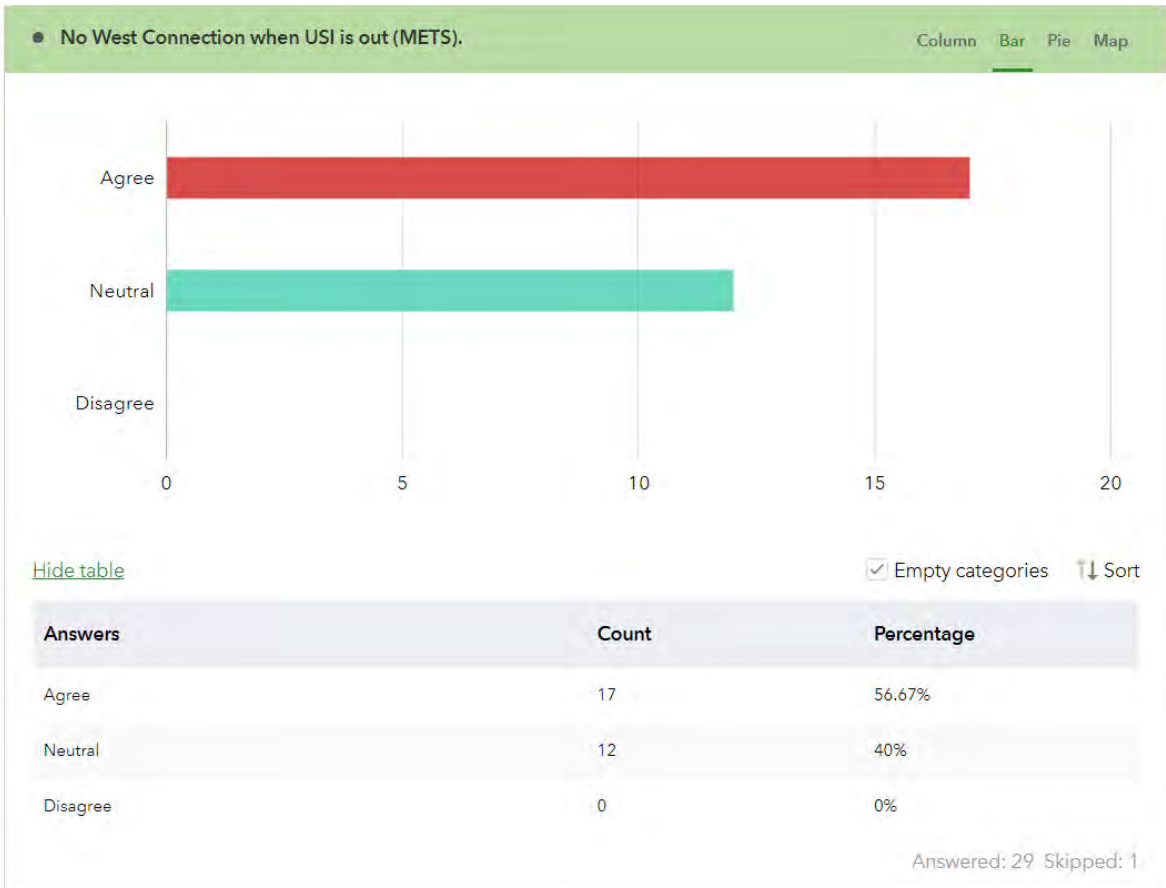 No West Connection when USI is out (METS).
Column Bar Pie Map
Agree
Neutral
Disagree
0 5 10 15 20
Hide table
Empty categories Sort
Answers Count Percentage
Agree 17 56.67%
Neutral 12 40%
Disagree 0 0%
Answered: 29 Skipped: 1